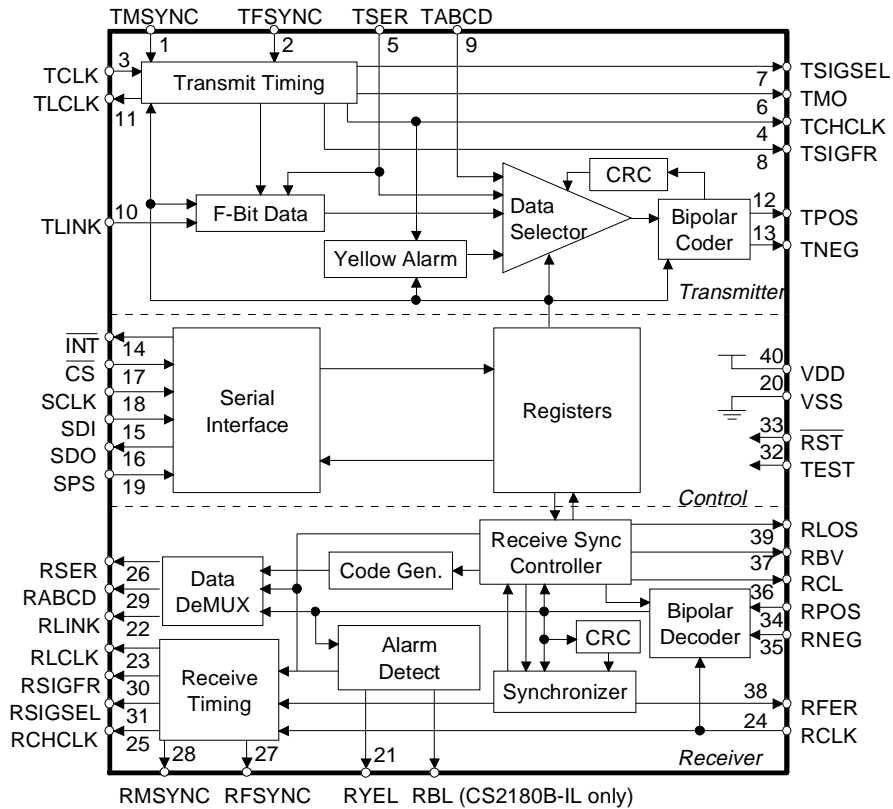 TMSYNC TFSYNC TSER TABCD
1 2 5 9
TCLK 3 Transmit Timing 7 TSIGSEL
TLCLK 11 6 TMO
4 TCHCLK
8 TSIGFR
CRC
TLINK 10 F-Bit Data Data Selector Bipolar Coder 12 TPOS
13 TNEG
Yellow Alarm
Transmitter
INT 14
CS 17
SCLK 18
SDI 15
SDO 16
SPS 19
Serial Interface
Registers
40 VDD
20 VSS
33 RST
32 TEST
Control
Receive Sync Controller
39 RLOS
37 RBV
36 RCL
34 RPOS
35 RNEG
RSER 26
RABCD 29
RLINK 22
Data DeMUX
Code Gen.
Bipolar Decoder
CRC
RLCLK 23
RSIGFR 30
RSIGSEL 31
RCHCLK 25
Receive Timing
Alarm Detect
Synchronizer
38 RFER
24 RCLK
Receiver
28 27 21
RMSYNC RFSYNC RYEL RBL (CS2180B-IL only)